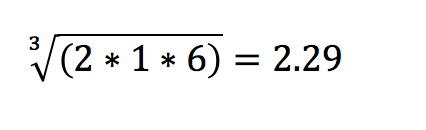 ∛(2 * 1 * 6) = 2.29